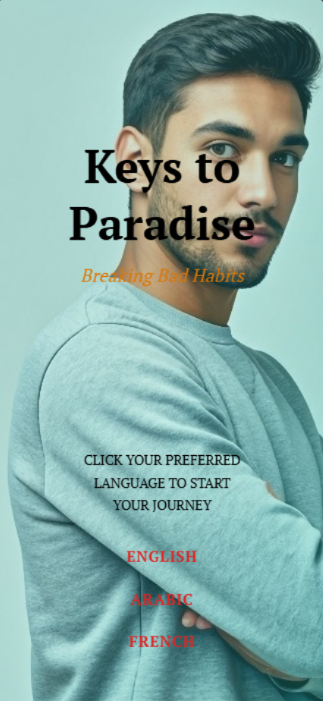 Keys to
Paradise
Breaking Bad Habits
CLICK YOUR PREFERRED
LANGUAGE TO START
YOUR JOURNEY
ENGLISH
ARABIC
FRENCH